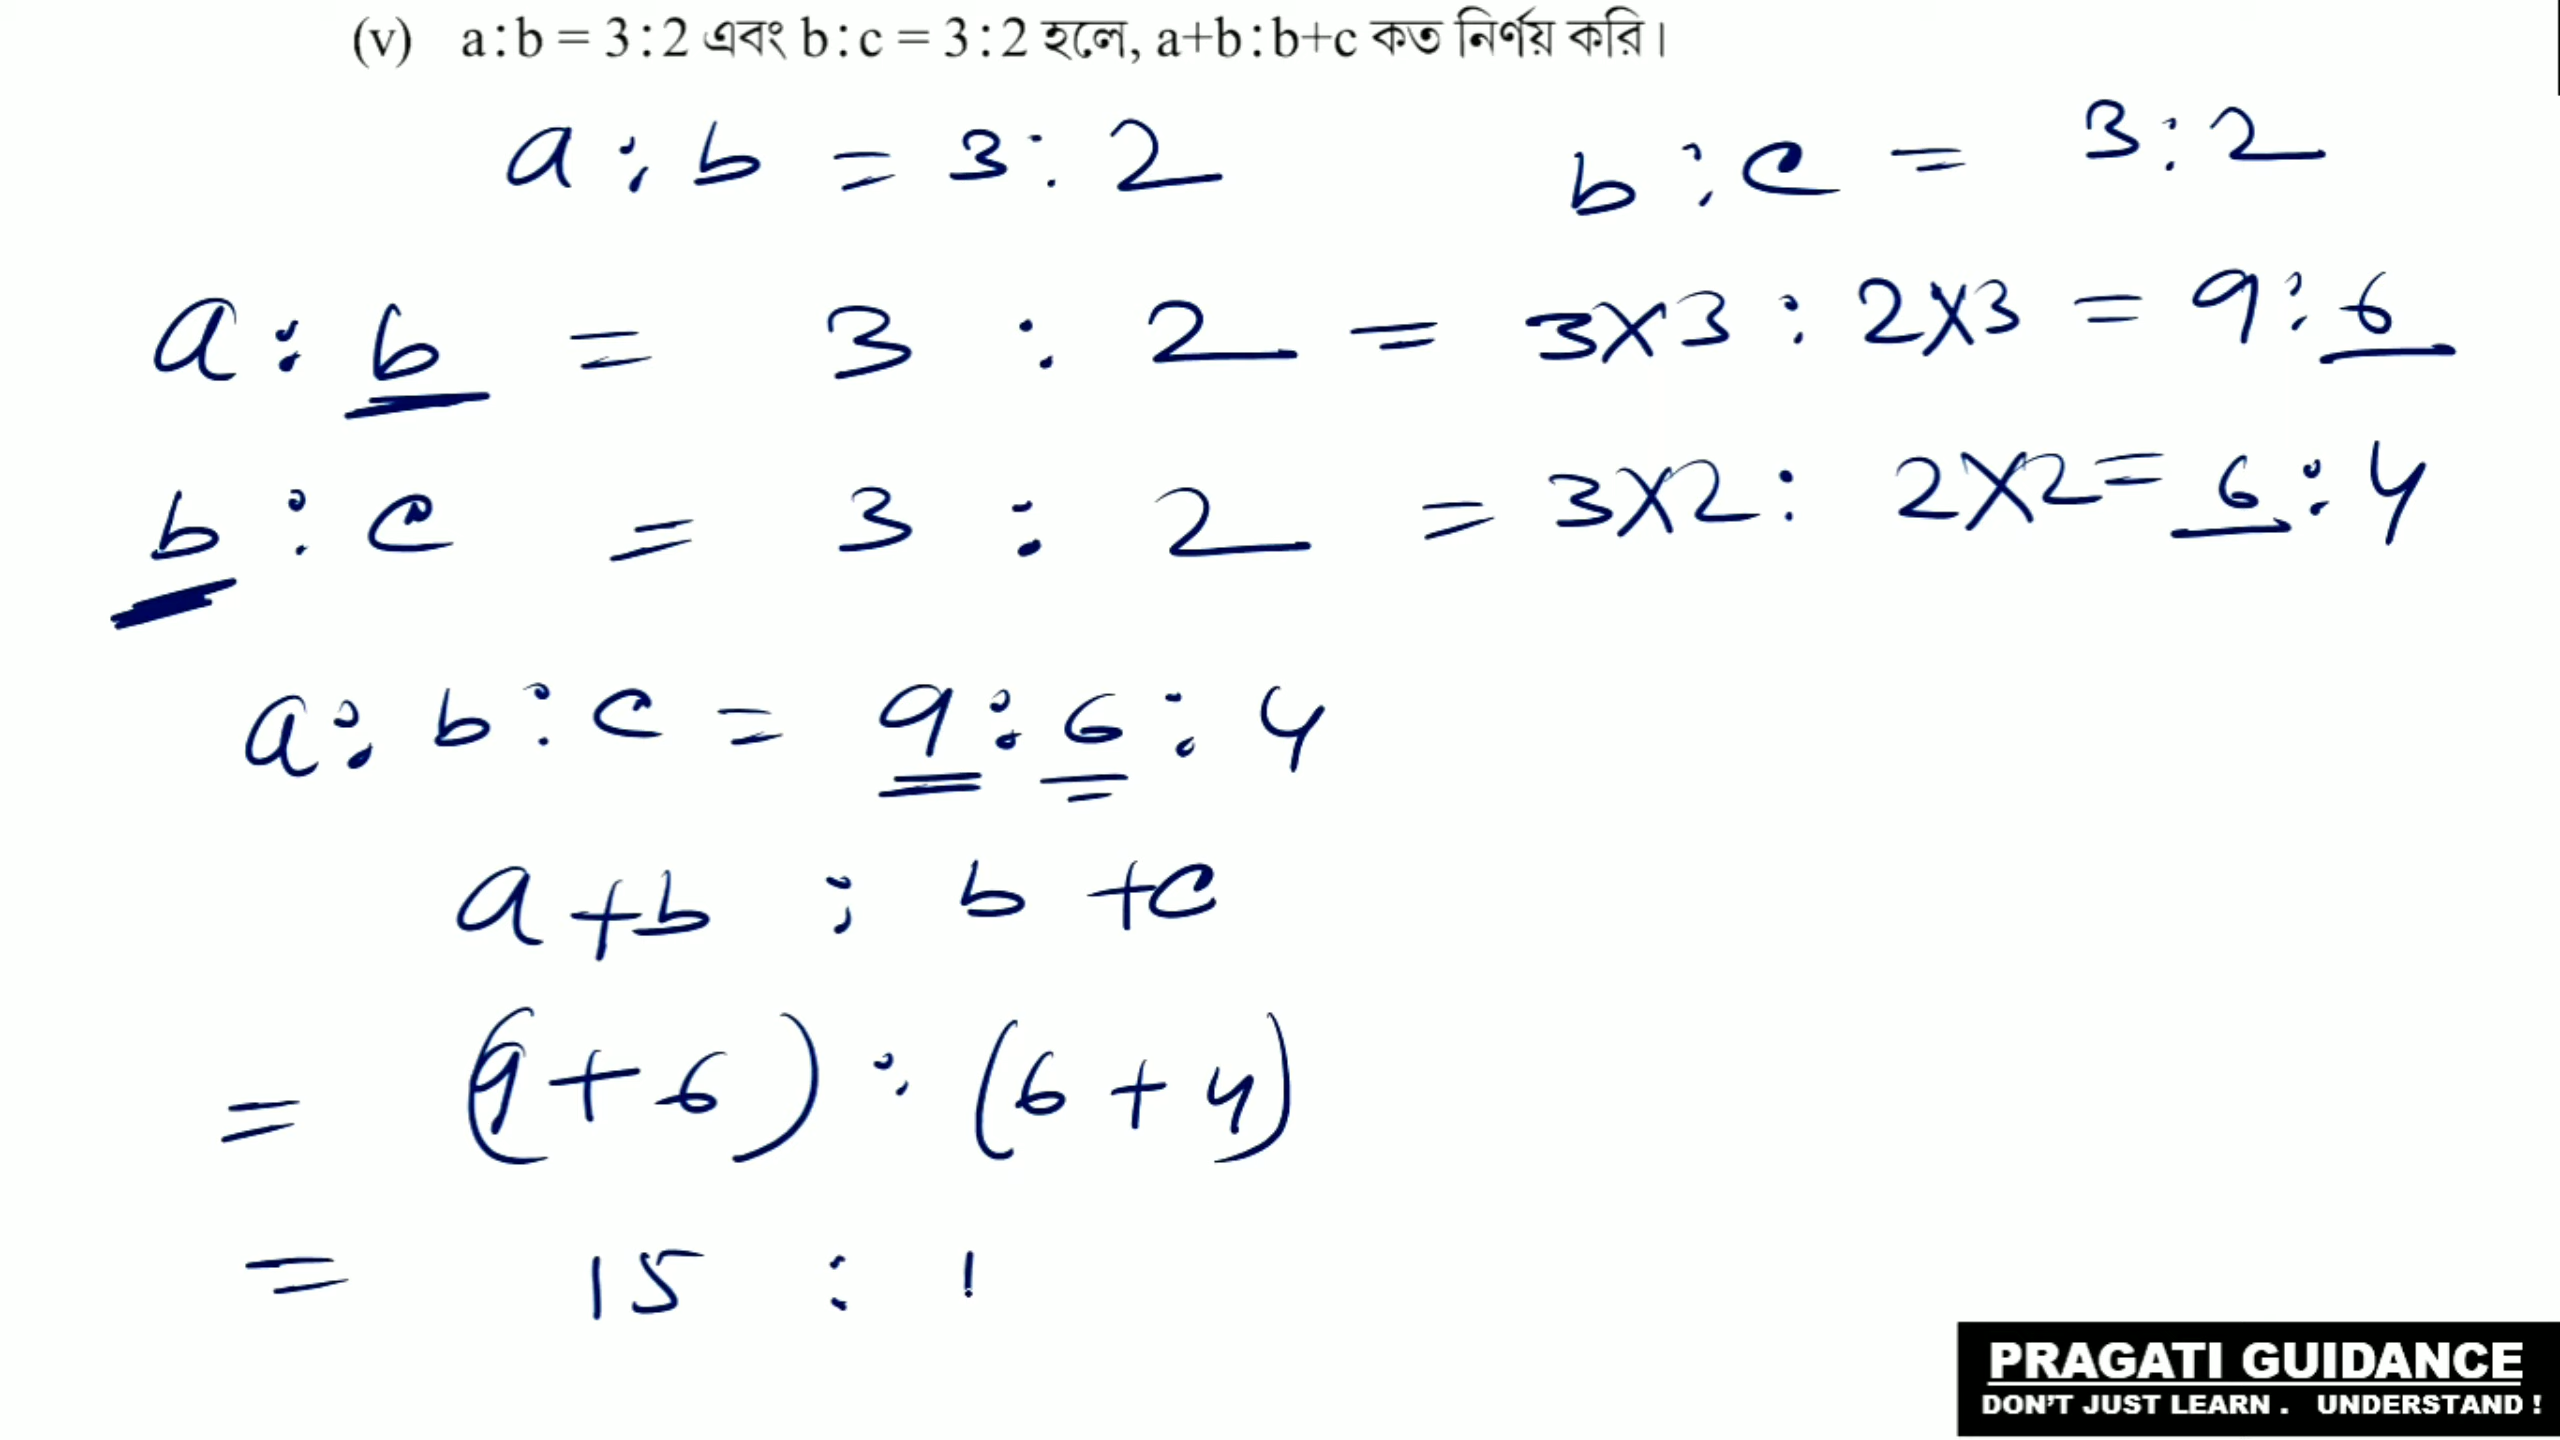 (v) a : b = 3 : 2 এবং b : c = 3 : 2 হলে, a+b : b+c কত নির্ণয় করি।
a : b = 3 : 2 b : c = 3 : 2
a : b = 3 : 2 = 3×3 : 2×3 = 9 : 6
b : c = 3 : 2 = 3×2 : 2×2 = 6 : 4
a : b : c = 9 : 6 : 4
a + b : b + c
= (9 + 6) : (6 + 4)
= 15 : 1
PRAGATI GUIDANCE
DON'T JUST LEARN . UNDERSTAND !